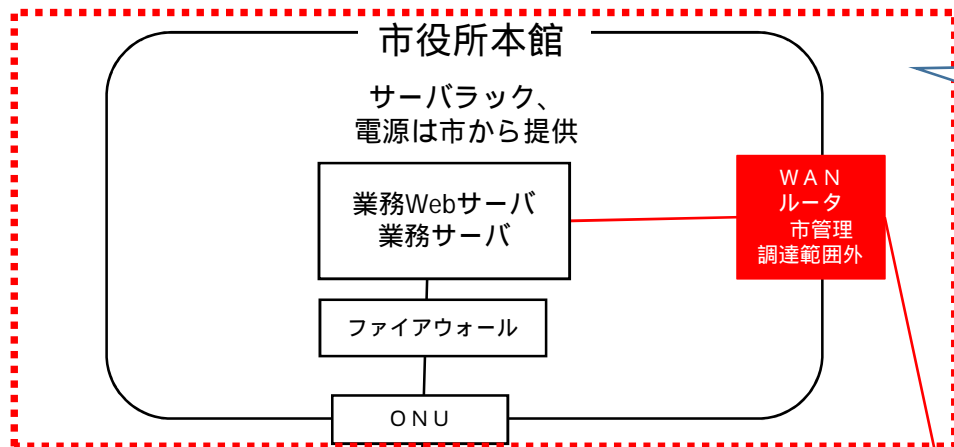 市役所本館
サーバラック、
電源は市から提供
業務Webサーバ
業務サーバ
ＷＡＮ
ルータ
市管理
調達範囲外
ファイアウォール
ＯＮＵ